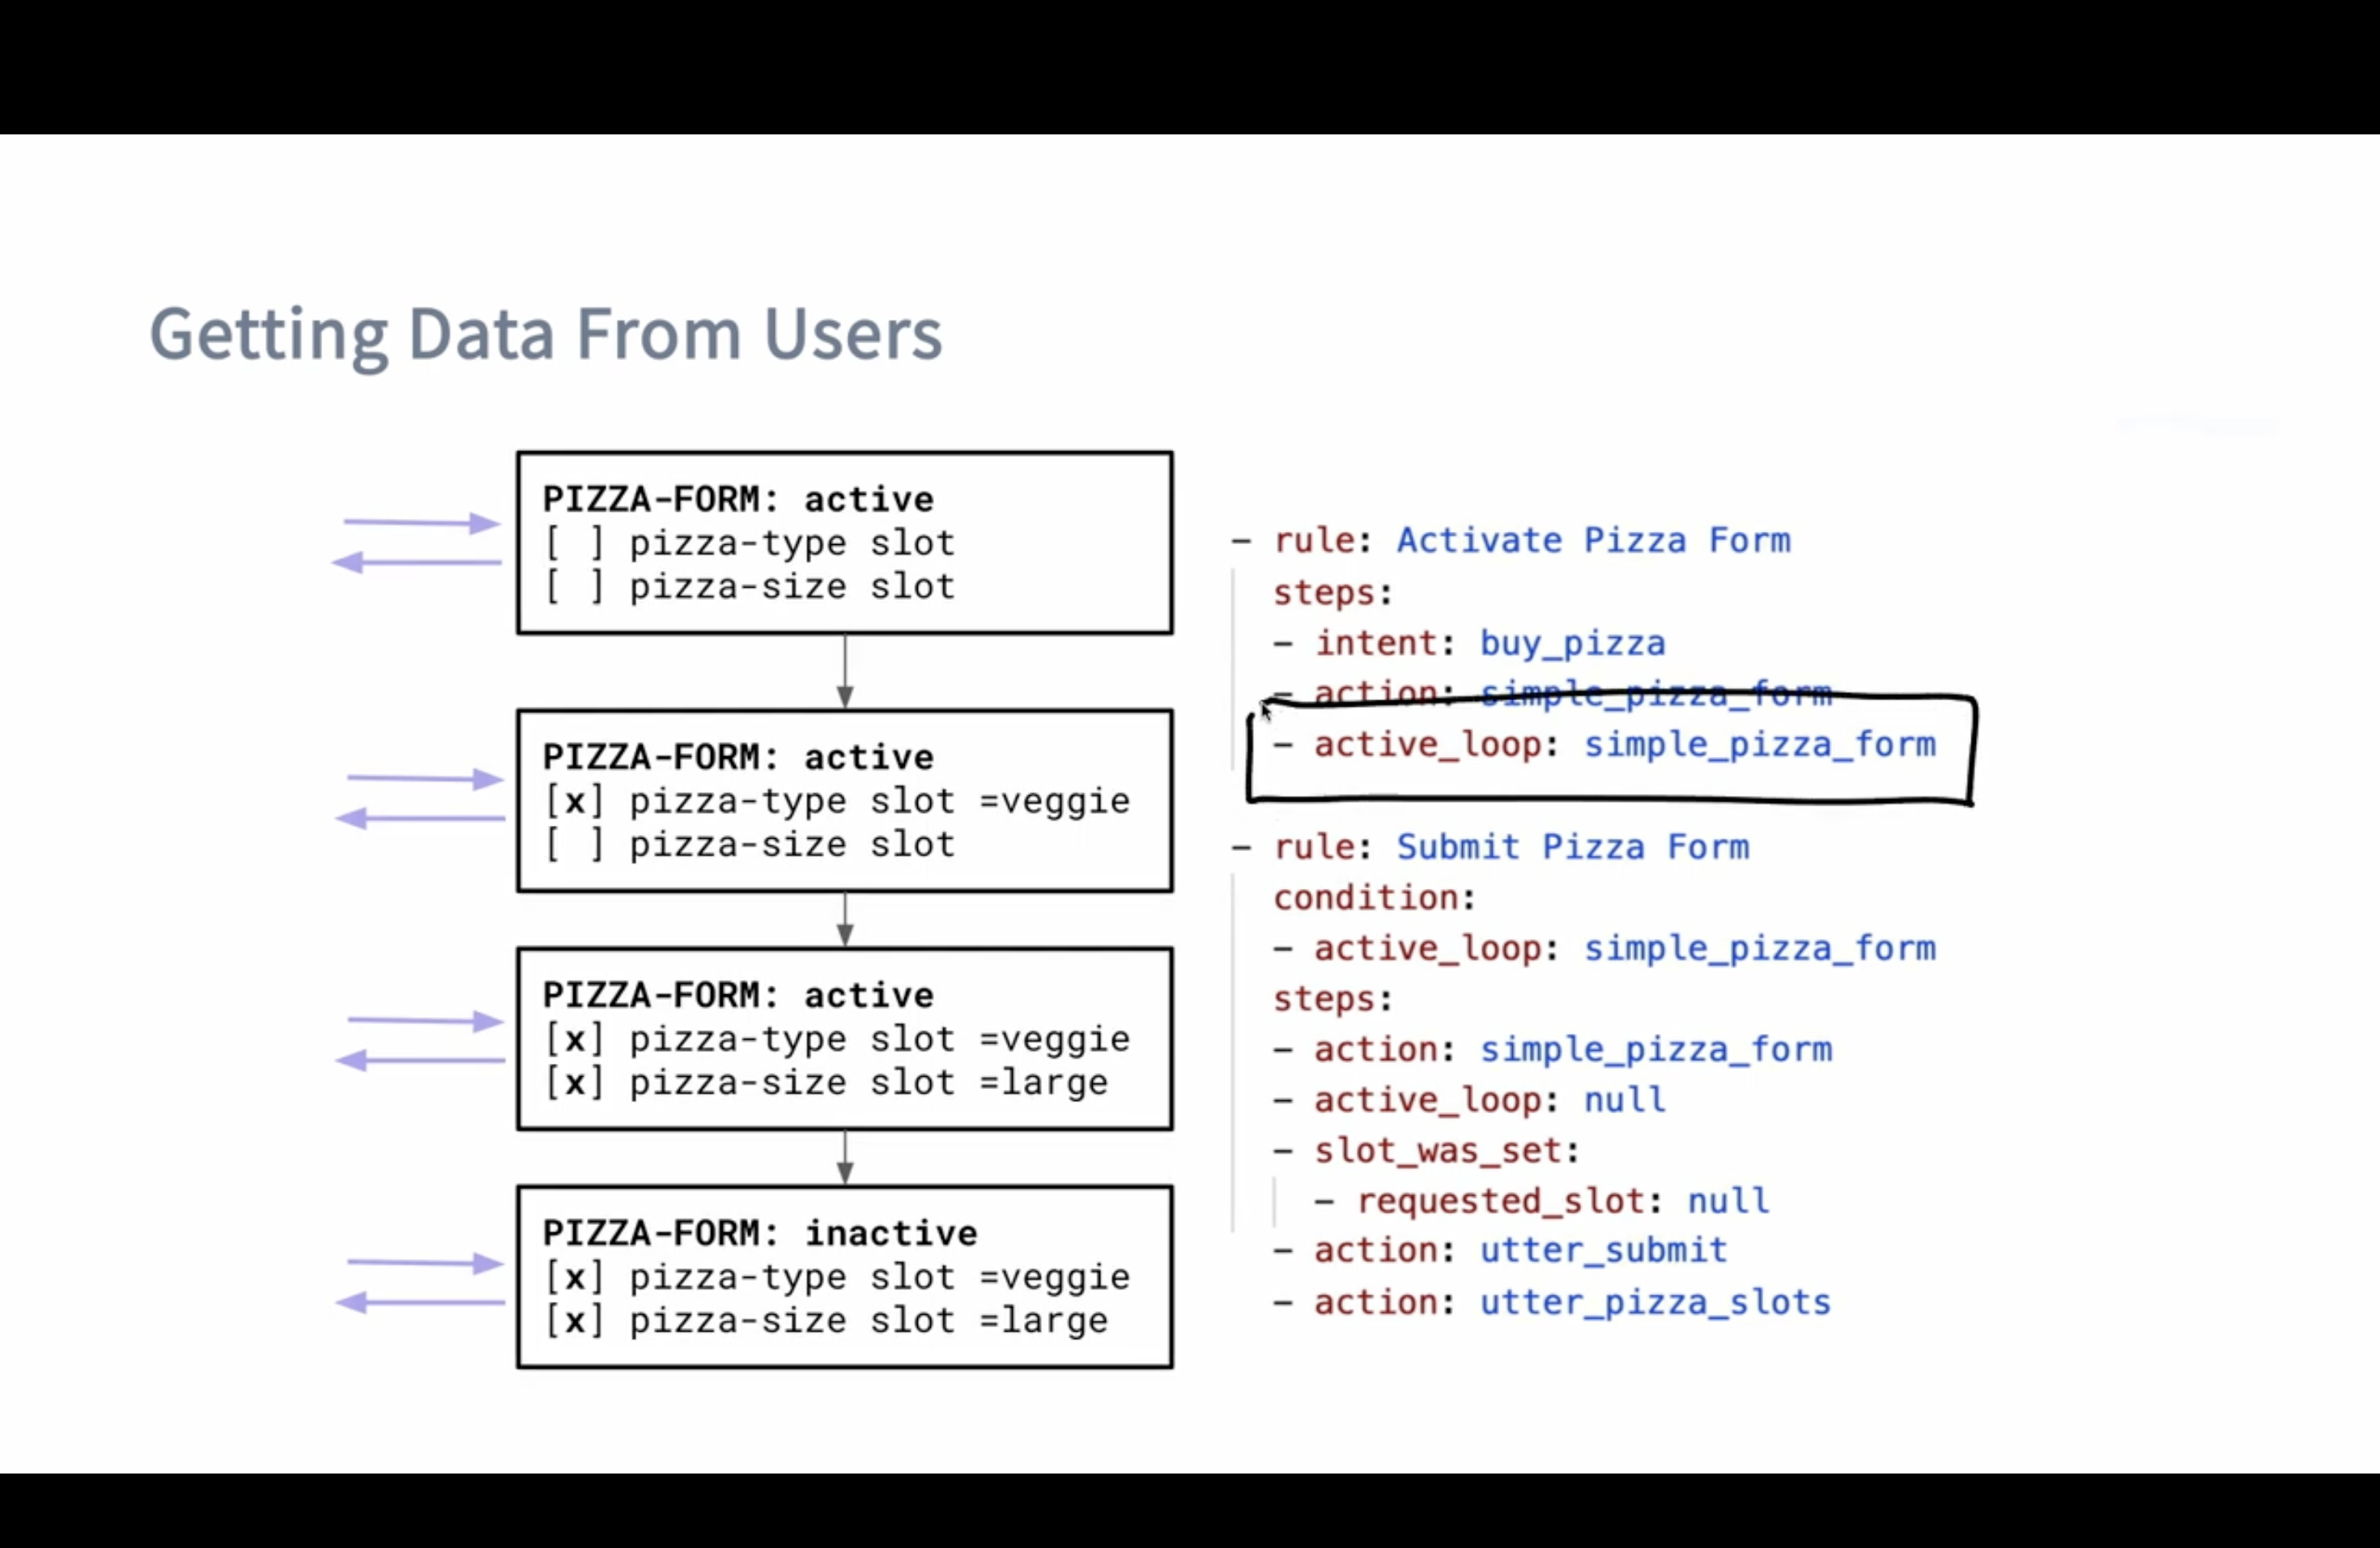 Getting Data From Users
PIZZA-FORM: active
[ ] pizza-type slot
[ ] pizza-size slot
PIZZA-FORM: active
[x] pizza-type slot =veggie
[ ] pizza-size slot
PIZZA-FORM: active
[x] pizza-type slot =veggie
[x] pizza-size slot =large
PIZZA-FORM: inactive
[x] pizza-type slot =veggie
[x] pizza-size slot =large
- rule: Activate Pizza Form
steps:
- intent: buy_pizza
- action: simple_pizza_form
- active_loop: simple_pizza_form
- rule: Submit Pizza Form
condition:
- active_loop: simple_pizza_form
steps:
- action: simple_pizza_form
- active_loop: null
- slot_was_set:
- requested_slot: null
- action: utter_submit
- action: utter_pizza_slots